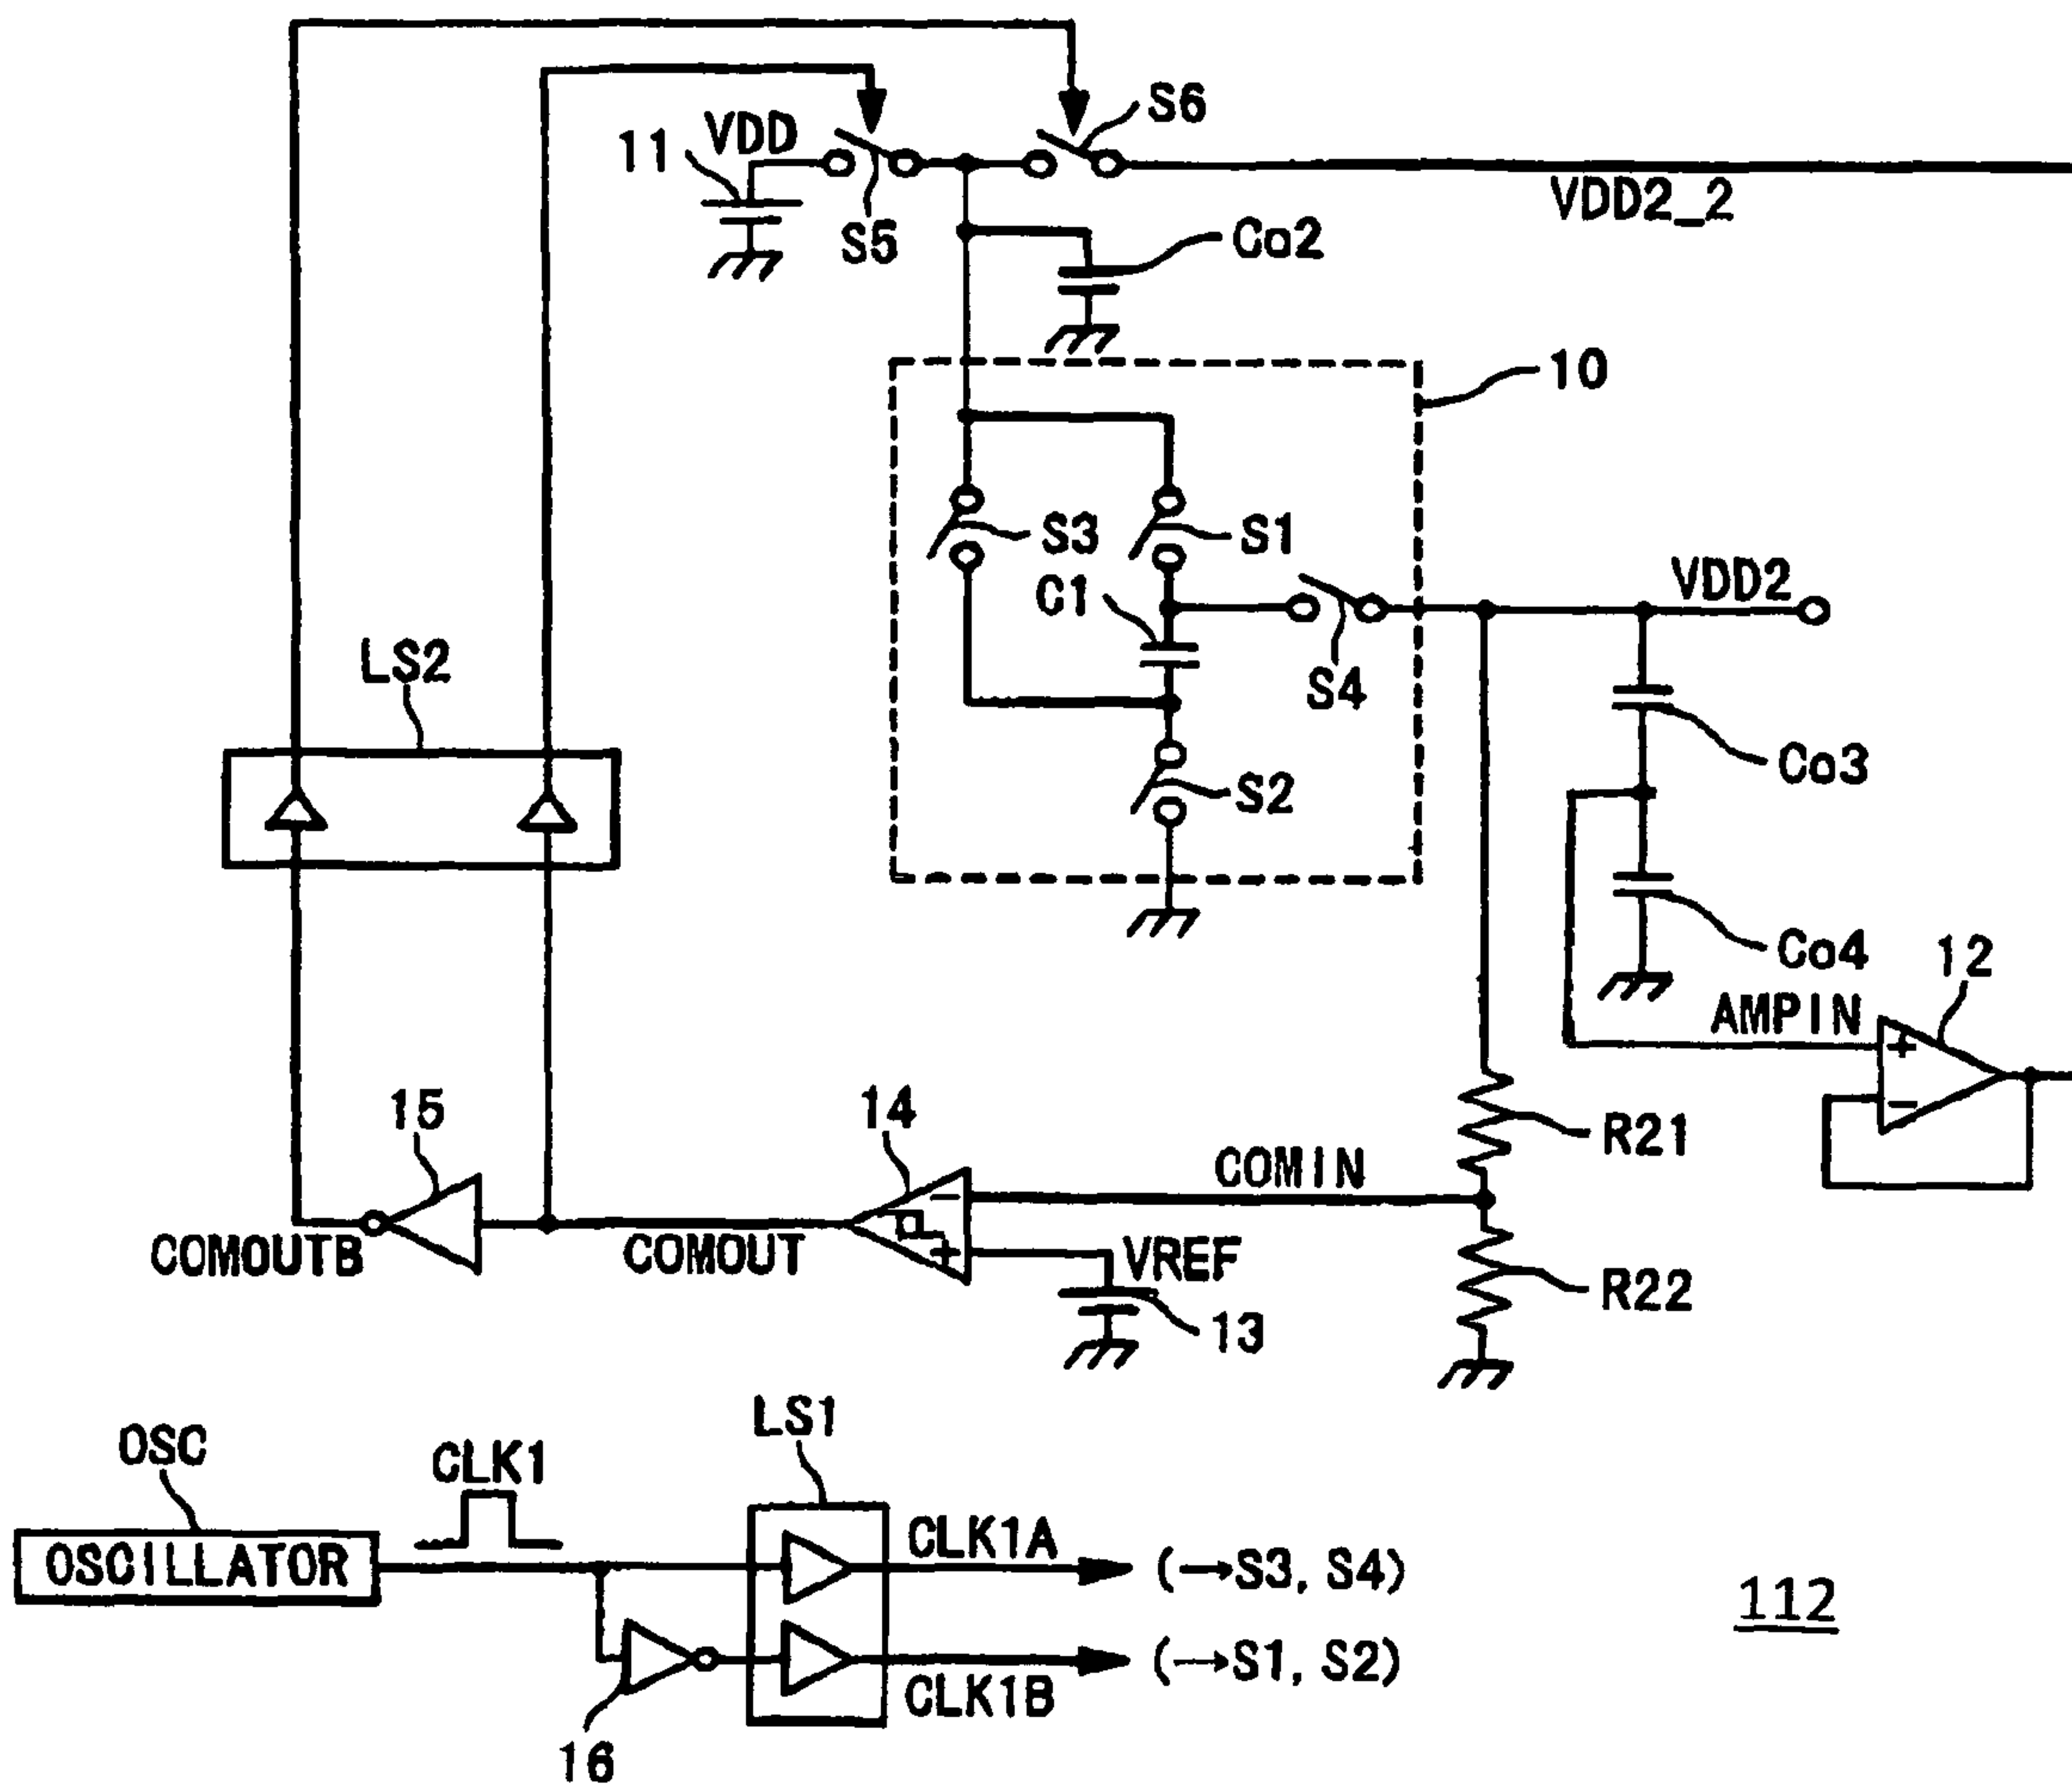 S6
VDD
11
VDD2_2
S5
Co2
10
S3
S1
C1
VDD2
LS2
S4
Co3
S2
Co4
12
AMPIN
+
−
15
14
R21
COMIN
−
COMOUTB
COMOUT
+
VREF
R22
13
LS1
OSC
CLK1
OSCILLATOR
CLK1A
(→S3, S4)
112
(→S1, S2)
CLK1B
16